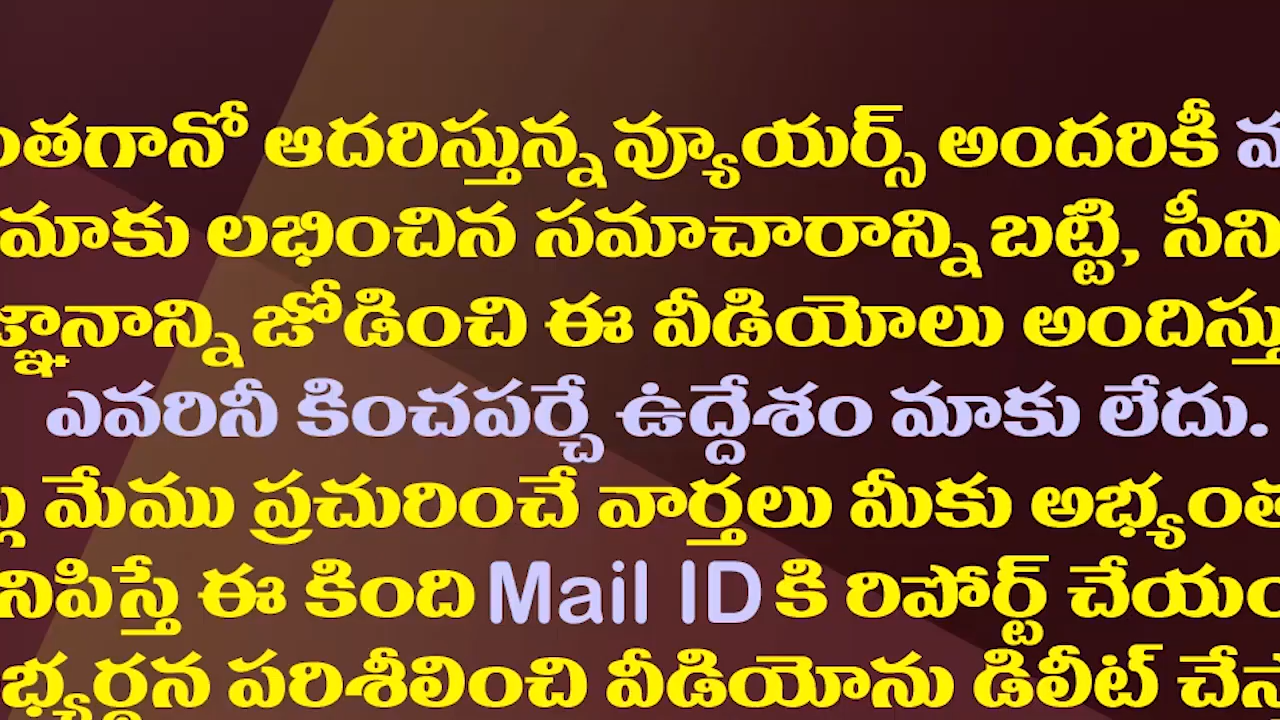 ఆదరిస్తున్న వ్యూయర్స్ అందరికీ
మాకు లభించిన సమాచారాన్ని బట్టి,
జోడించి ఈ వీడియోలు
ఎవరినీ కించపర్చే ఉద్దేశం మాకు లేదు.
మేము ప్రచురించే వార్తలు మీకు
ఈ కింది Mail ID కి రిపోర్ట్
పరిశీలించి వీడియోను డిలీట్